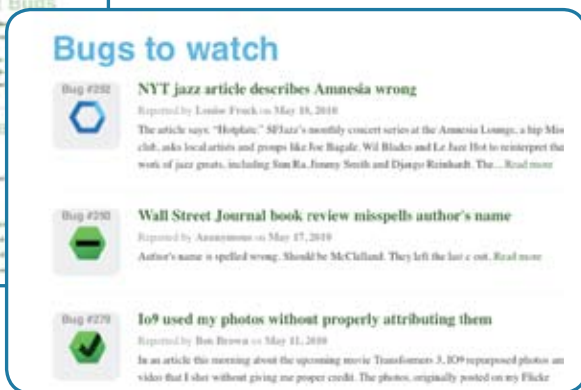 Bugs
Bugs to watch
Bug #292
NYT jazz article describes Amnesia wrong
Reported by Louise on May 18, 2010
The article says: "Hotplate." SFJazz's monthly concert series at the Amnesia Lounge, a hip Mis
club, asks local artists and groups like Joe Bagale, Wil Blades and Le Jazz Hot to reinterpret the
work of jazz greats, including Sun Ra, Jimmy Smith and Django Reinhardt. The... Read more
Bug #280
Wall Street Journal book review misspells author's name
Reported by Anonymous on May 17, 2010
Author's name is spelled wrong. Should be McClelland. They left the last c out. Read more
Bug #279
Io9 used my photos without properly attributing them
Reported by Ben Brown on May 11, 2010
In an article this morning about the upcoming movie Transformers 3, IO9 repurposed photos an
video that I shot without giving me proper credit. The photos, originally posted on my Flickr